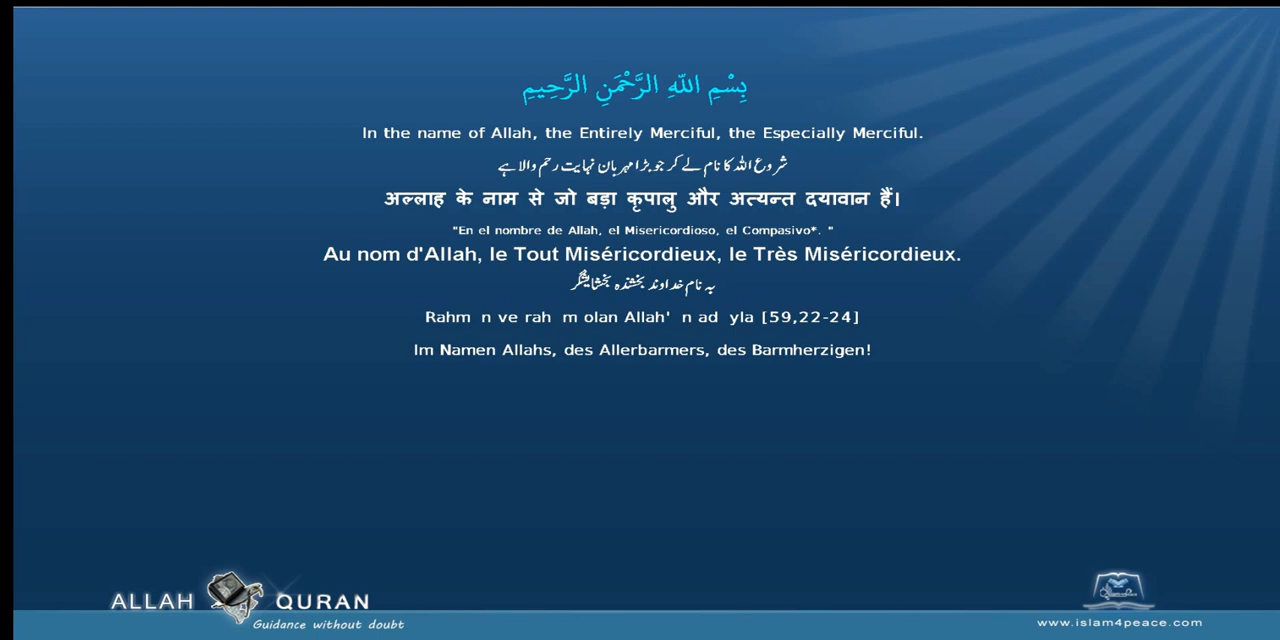 بِسْمِ اللّهِ الرَّحْمَنِ الرَّحِيمِ
In the name of Allah, the Entirely Merciful, the Especially Merciful.
شروع اللہ کا نام لے کر جو بڑا مہربان نہایت رحم والا ہے
अल्लाह के नाम से जो बड़ा कृपालु और अत्यन्त दयावान हैं।
"En el nombre de Allah, el Misericordioso, el Compasivo*. "
Au nom d'Allah, le Tout Miséricordieux, le Très Miséricordieux.
به نام خداوند بخشنده بخشایشگر
Rahm n ve rah m olan Allah' n ad yla [59,22-24]
Im Namen Allahs, des Allerbarmers, des Barmherzigen!
ALLAH QURAN
Guidance without doubt
www.islam4peace.com